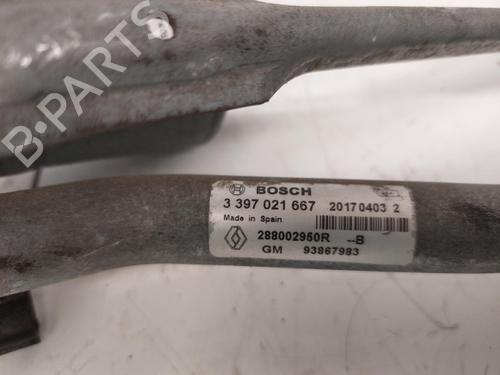 B-PARTS
BOSCH
3 397 021 667 20170403 2
Made in Spain
288002950R --B
GM 93867983